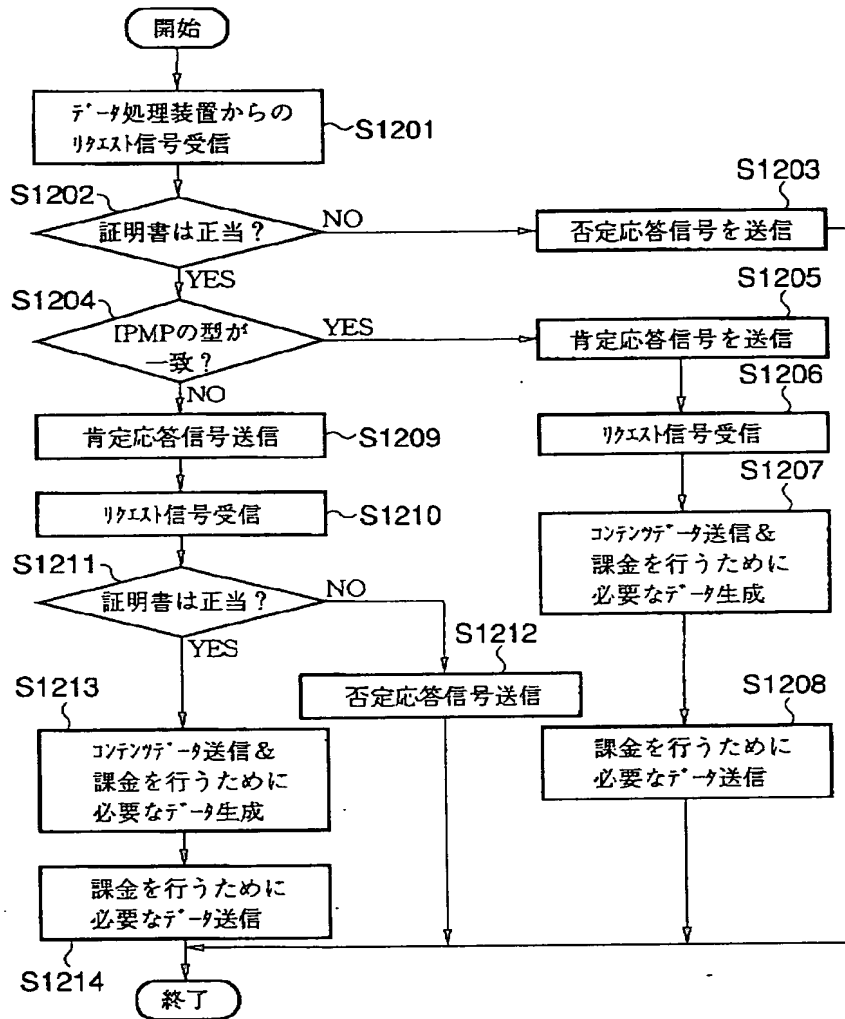 開始
データ処理装置からの
リクエスト信号受信
S1201
S1202
証明書は正当？
NO
YES
S1203
否定応答信号を送信
S1204
IPMPの型が
一致？
YES
NO
S1205
肯定応答信号を送信
S1206
リクエスト信号受信
S1207
コンテンツデータ送信＆
課金を行うために
必要なデータ生成
S1208
課金を行うために
必要なデータ送信
肯定応答信号送信
S1209
リクエスト信号受信
S1210
S1211
証明書は正当？
NO
YES
S1212
否定応答信号送信
S1213
コンテンツデータ送信＆
課金を行うために
必要なデータ生成
課金を行うために
必要なデータ送信
S1214
終了